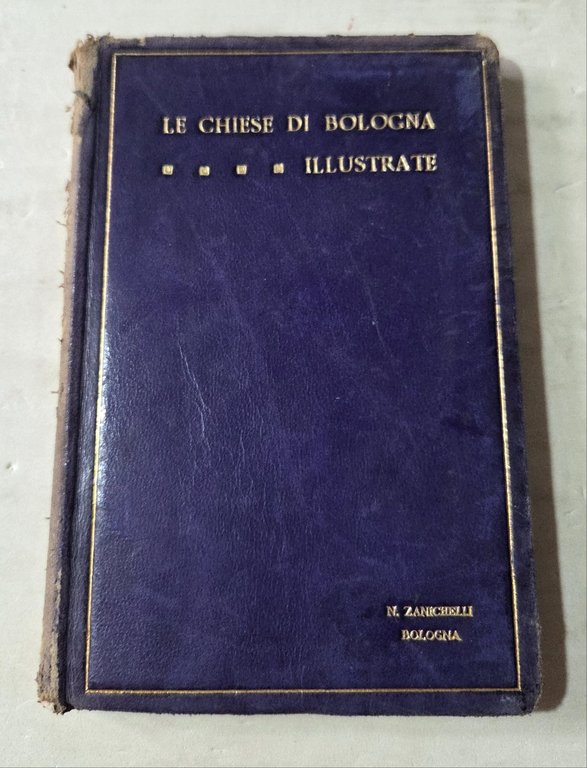 LE CHIESE DI BOLOGNA
ILLUSTRATE
N. ZANICHELLI
BOLOGNA